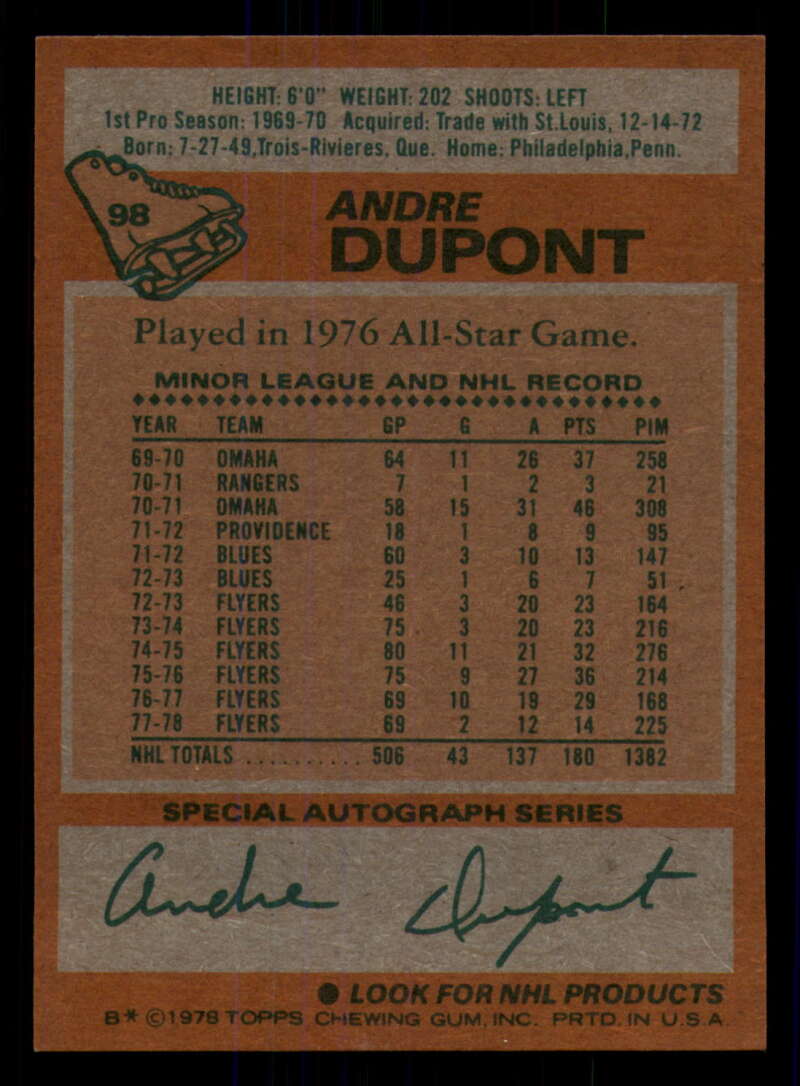 HEIGHT: 6'0" WEIGHT: 202 SHOOTS: LEFT
1st Pro Season: 1969-70 Acquired: Trade with St.Louis, 12-14-72
Born: 7-27-49,Trois-Rivieres, Que. Home: Philadelphia,Penn.
98
ANDRE
DUPONT
Played in 1976 All-Star Game.
MINOR LEAGUE AND NHL RECORD
YEAR TEAM GP G A PTS PIM
69-70 OMAHA 64 11 26 37 258
70-71 RANGERS 7 1 2 3 21
70-71 OMAHA 58 15 31 46 308
71-72 PROVIDENCE 18 1 8 9 95
71-72 BLUES 60 3 10 13 147
72-73 BLUES 25 1 6 7 51
72-73 FLYERS 46 3 20 23 164
73-74 FLYERS 75 3 20 23 216
74-75 FLYERS 80 11 21 32 276
75-76 FLYERS 75 9 27 36 214
76-77 FLYERS 69 10 19 29 168
77-78 FLYERS 69 2 12 14 225
NHL TOTALS .......... 506 43 137 180 1382
SPECIAL AUTOGRAPH SERIES
Andre Dupont
● LOOK FOR NHL PRODUCTS
B* ©1978 TOPPS CHEWING GUM, INC. PRTD. IN U.S.A.